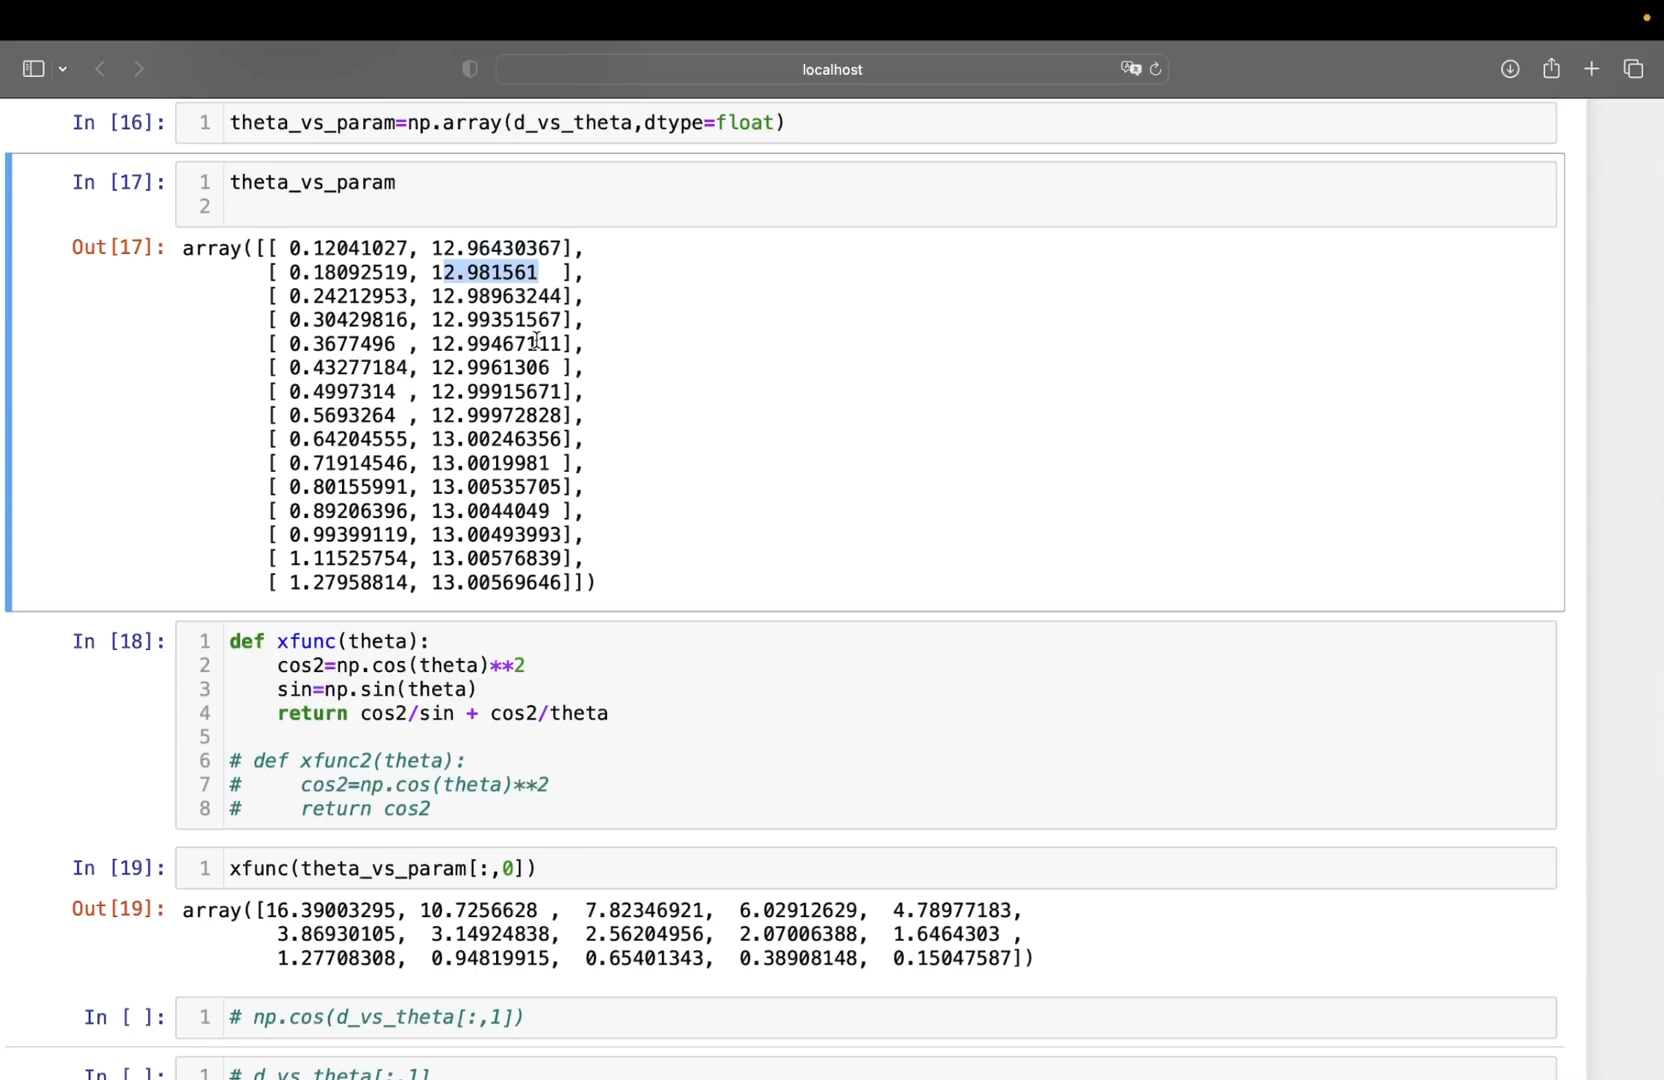 localhost
In [16]: 1 theta_vs_param=np.array(d_vs_theta,dtype=float)
In [17]: 1 theta_vs_param
2
Out[17]: array([[ 0.12041027, 12.96430367],
[ 0.18092519, 12.981561  ],
[ 0.24212953, 12.98963244],
[ 0.30429816, 12.99351567],
[ 0.3677496 , 12.99467111],
[ 0.43277184, 12.9961306 ],
[ 0.4997314 , 12.99915671],
[ 0.5693264 , 12.99972828],
[ 0.64204555, 13.00246356],
[ 0.71914546, 13.0019981 ],
[ 0.80155991, 13.00535705],
[ 0.89206396, 13.0044049 ],
[ 0.99399119, 13.00493993],
[ 1.11525754, 13.00576839],
[ 1.27958814, 13.00569646]])
In [18]: 1 def xfunc(theta):
2     cos2=np.cos(theta)**2
3     sin=np.sin(theta)
4     return cos2/sin + cos2/theta
5
6 # def xfunc2(theta):
7 #     cos2=np.cos(theta)**2
8 #     return cos2
In [19]: 1 xfunc(theta_vs_param[:,0])
Out[19]: array([16.39003295, 10.7256628 ,  7.82346921,  6.02912629,  4.78977183,
3.86930105,  3.14924838,  2.56204956,  2.07006388,  1.6464303 ,
1.27708308,  0.94819915,  0.65401343,  0.38908148,  0.15047587])
In [ ]: 1 # np.cos(d_vs_theta[:,1])
In [ ]: 1 # d_vs_theta[:,1]